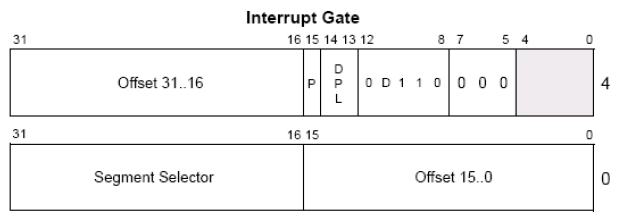 Interrupt Gate
31 16 15 14 13 12 8 7 5 4 0
Offset 31..16 P DPL 0 D 1 1 0 0 0 0 4
31 16 15 0
Segment Selector Offset 15..0 0